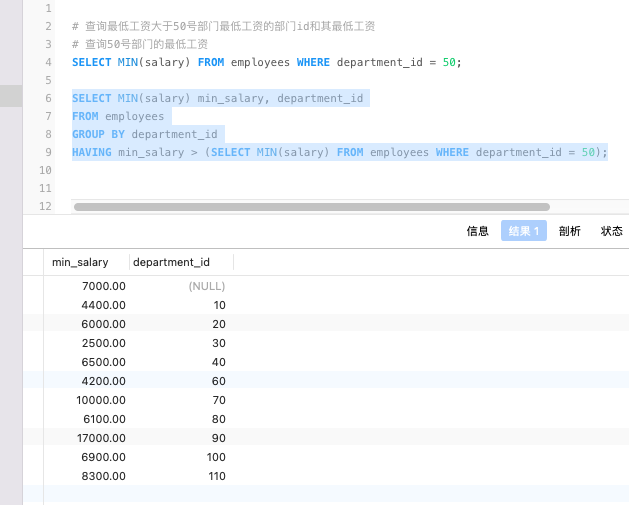 1
2 # 查询最低工资大于50号部门最低工资的部门id和其最低工资
3 # 查询50号部门的最低工资
4 SELECT MIN(salary) FROM employees WHERE department_id = 50;
5
6 SELECT MIN(salary) min_salary, department_id
7 FROM employees
8 GROUP BY department_id
9 HAVING min_salary > (SELECT MIN(salary) FROM employees WHERE department_id = 50);
10
11
12
信息 结果 1 剖析 状态
min_salary department_id
7000.00 (NULL)
4400.00 10
6000.00 20
2500.00 30
6500.00 40
4200.00 60
10000.00 70
6100.00 80
17000.00 90
6900.00 100
8300.00 110